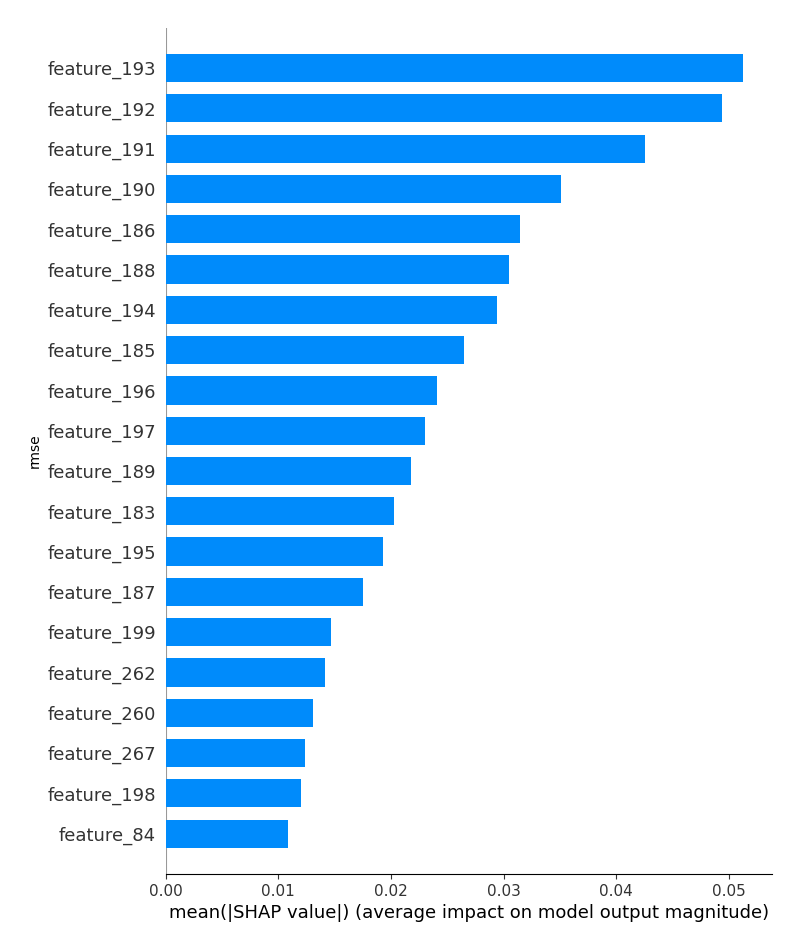 feature_193
feature_192
feature_191
feature_190
feature_186
feature_188
feature_194
feature_185
feature_196
feature_197
rmse
feature_189
feature_183
feature_195
feature_187
feature_199
feature_262
feature_260
feature_267
feature_198
feature_84
0.00 0.01 0.02 0.03 0.04 0.05
mean(|SHAP value|) (average impact on model output magnitude)